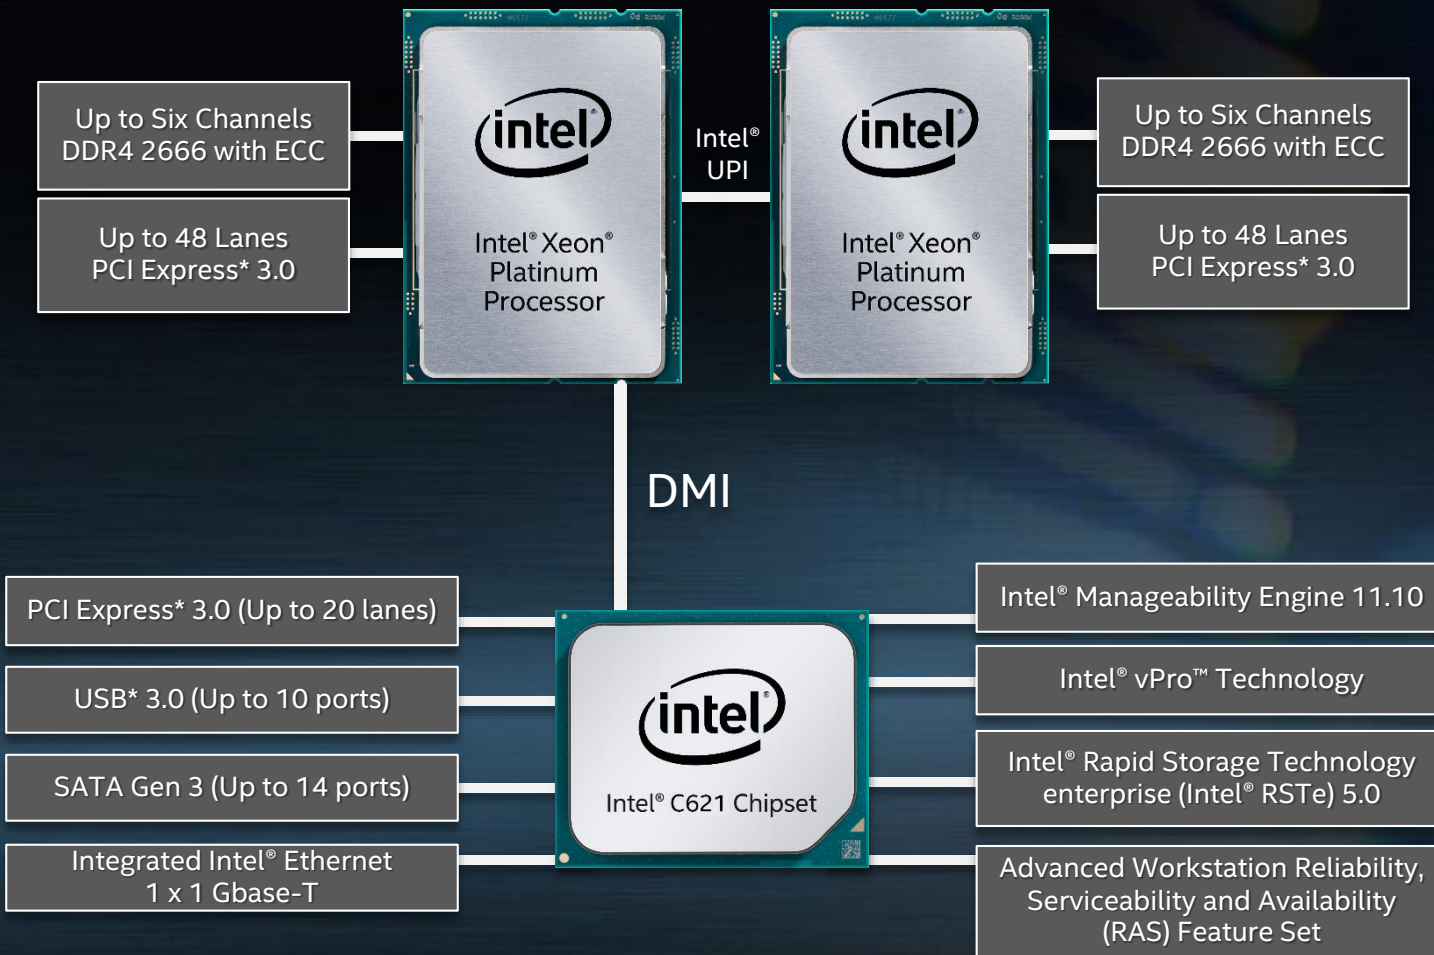 intel®
Intel® Xeon®
Platinum
Processor
Intel®
UPI
intel®
Intel® Xeon®
Platinum
Processor
Up to Six Channels
DDR4 2666 with ECC
Up to 48 Lanes
PCI Express* 3.0
Up to Six Channels
DDR4 2666 with ECC
Up to 48 Lanes
PCI Express* 3.0
DMI
PCI Express* 3.0 (Up to 20 lanes)
USB* 3.0 (Up to 10 ports)
SATA Gen 3 (Up to 14 ports)
Integrated Intel® Ethernet
1 x 1 Gbase-T
intel®
Intel® C621 Chipset
Intel® Manageability Engine 11.10
Intel® vPro™ Technology
Intel® Rapid Storage Technology
enterprise (Intel® RSTe) 5.0
Advanced Workstation Reliability,
Serviceability and Availability
(RAS) Feature Set